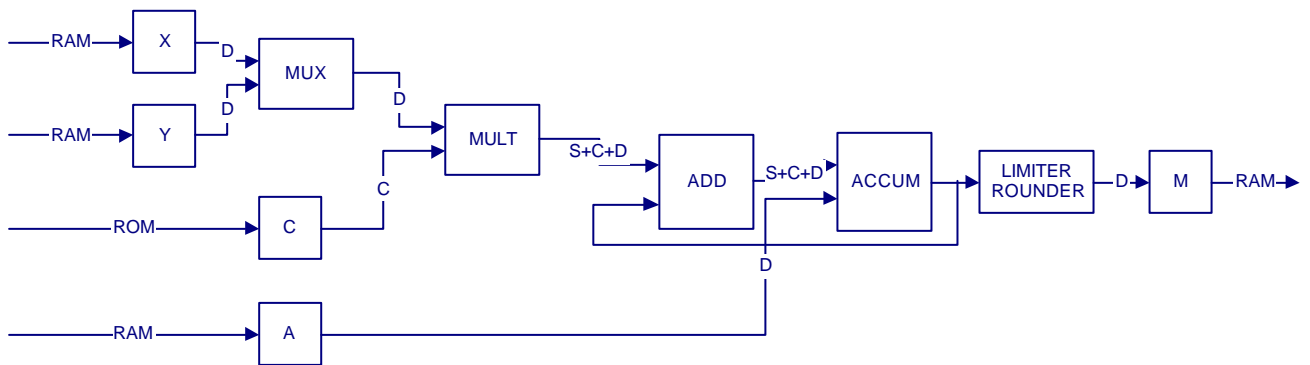 RAM
X
D
MUX
RAM
Y
D
D
MULT
C
S+C+D
ADD
S+C+D
ACCUM
LIMITER
ROUNDER
D
M
RAM
ROM
C
D
RAM
A